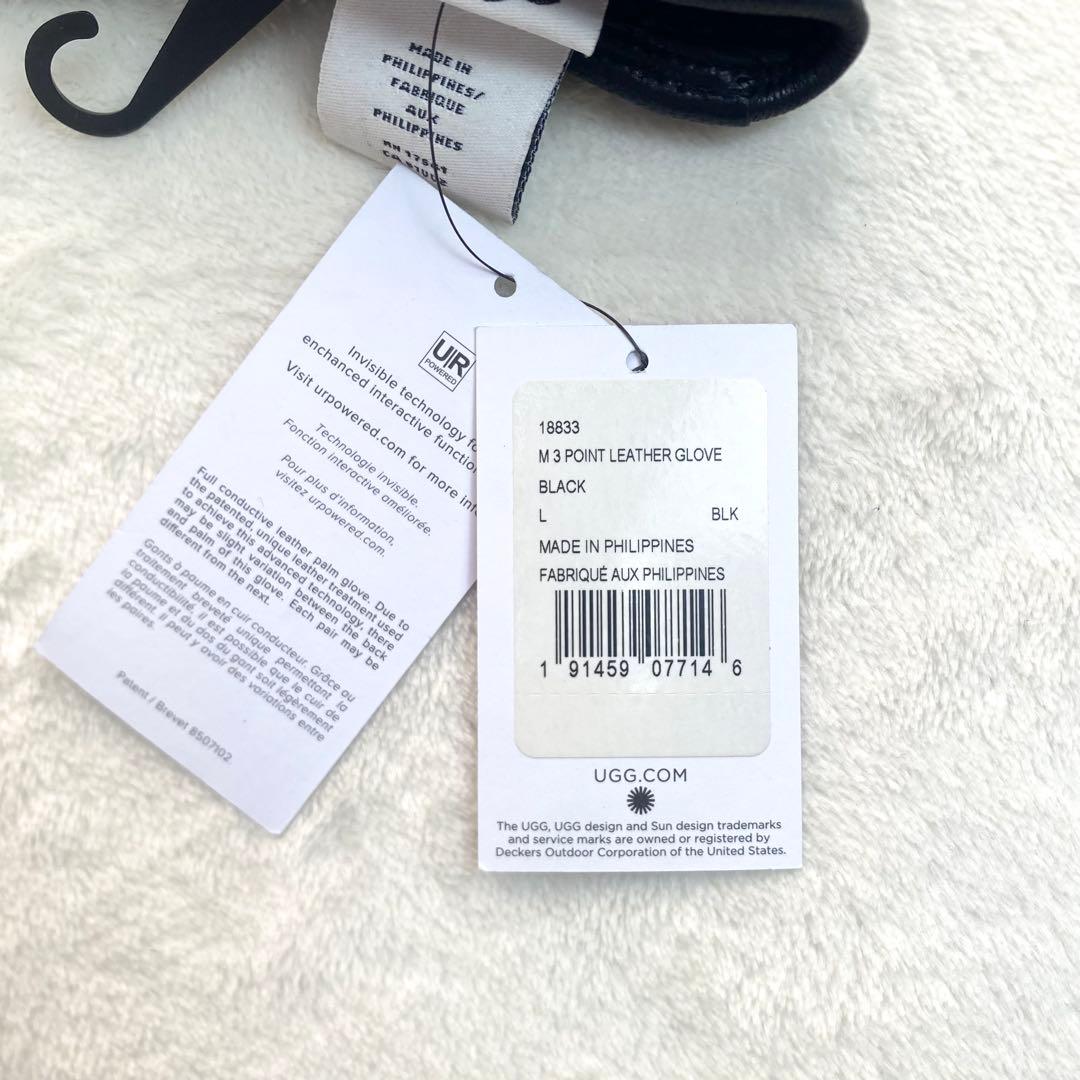 MADE IN
PHILIPPINES/
FABRIQUE
AUX
PHILIPPINES
UR
POWERED
Invisible technology
enchanced interactive
Visit urpowered.com for more
Technologie invisible.
Fonction interactive améliorée.
Pour plus d'information,
visitez urpowered.com.
Full conductive leather palm glove. Due to
the patented, unique leather treatment used
to achieve this advanced technology, there
may be slight variation between the back
and palm of this glove. Each pair may be
different from the next.
Gants à paume en cuir conducteur. Grâce au
traitement breveté unique permettant la
conductibilité, il est possible que le cuir de
la paume et du dos du gant soit légèrement
différent. Il peut y avoir des variations entre
les paires.
Patent / Brevet 8507102
18833
M 3 POINT LEATHER GLOVE
BLACK
L BLK
MADE IN PHILIPPINES
FABRIQUÉ AUX PHILIPPINES
1 91459 07714 6
UGG.COM
The UGG, UGG design and Sun design trademarks
and service marks are owned or registered by
Deckers Outdoor Corporation of the United States.